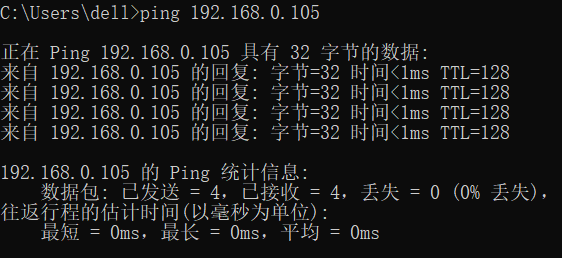 C:\Users\dell>ping 192.168.0.105
正在 Ping 192.168.0.105 具有 32 字节的数据:
来自 192.168.0.105 的回复: 字节=32 时间<1ms TTL=128
来自 192.168.0.105 的回复: 字节=32 时间<1ms TTL=128
来自 192.168.0.105 的回复: 字节=32 时间<1ms TTL=128
来自 192.168.0.105 的回复: 字节=32 时间<1ms TTL=128
192.168.0.105 的 Ping 统计信息:
数据包: 已发送 = 4，已接收 = 4，丢失 = 0 (0% 丢失)，
往返行程的估计时间(以毫秒为单位):
最短 = 0ms，最长 = 0ms，平均 = 0ms